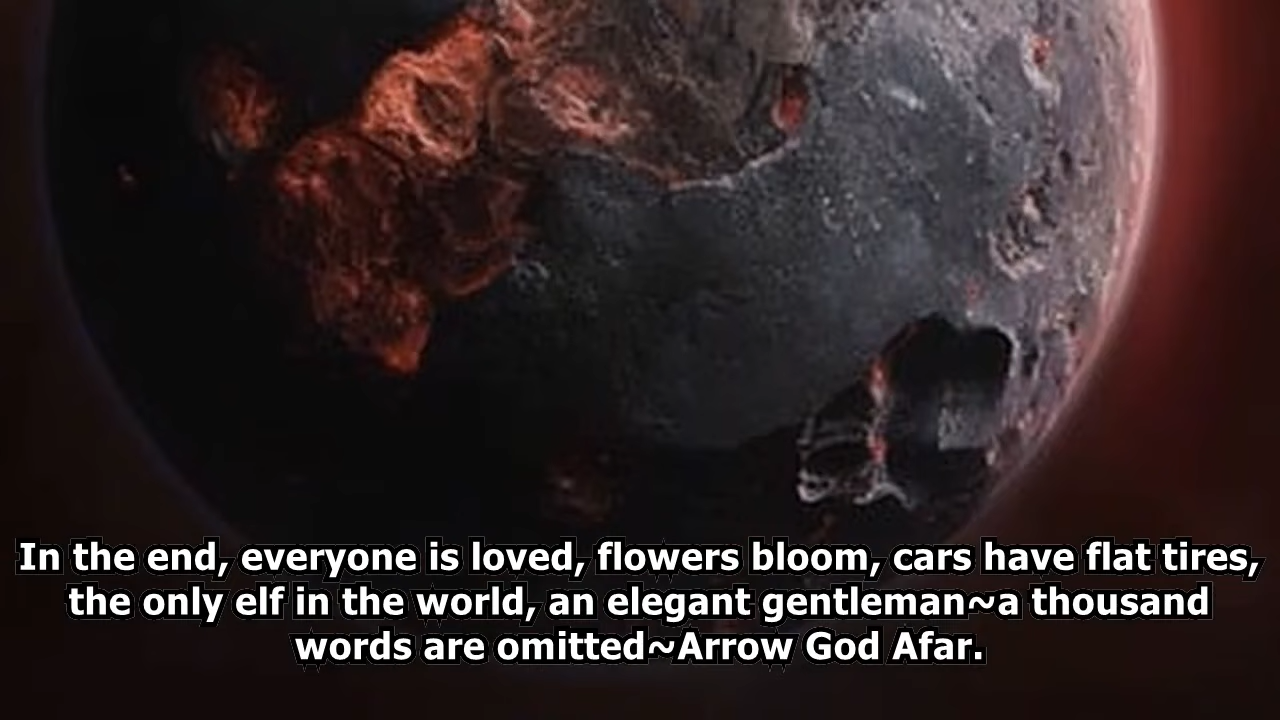 In the end, everyone is loved, flowers bloom, cars have flat tires,
the only elf in the world, an elegant gentleman~a thousand
words are omitted~Arrow God Afar.